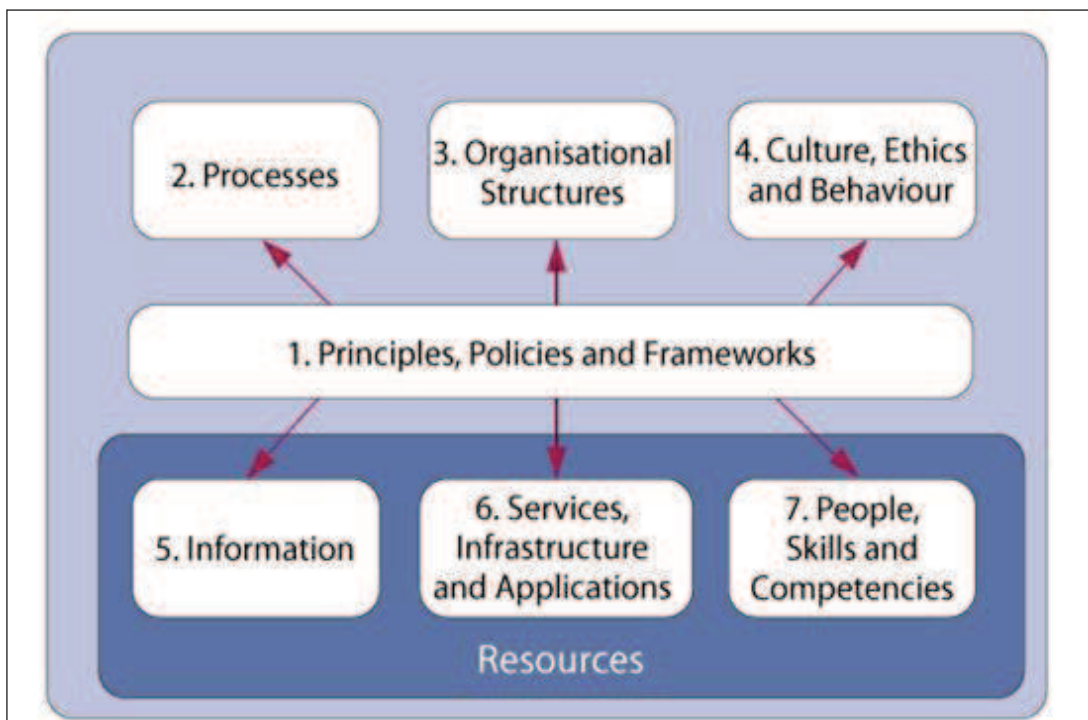 2. Processes
3. Organisational
Structures
4. Culture, Ethics
and Behaviour
1. Principles, Policies and Frameworks
5. Information
6. Services,
Infrastructure
and Applications
7. People,
Skills and
Competencies
Resources